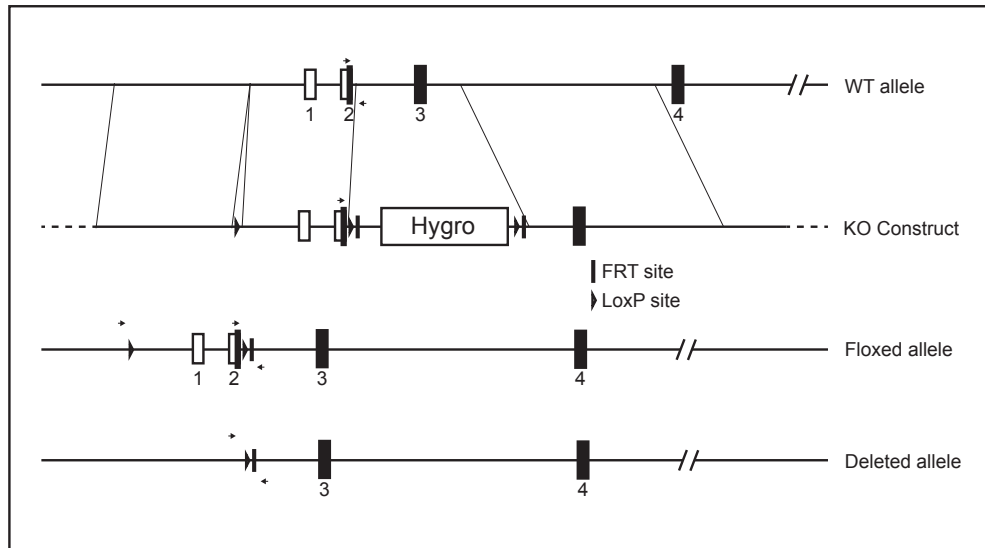 WT allele
1 2 3 4
Hygro
KO Construct
FRT site
LoxP site
Floxed allele
1 2 3 4
Deleted allele
3 4